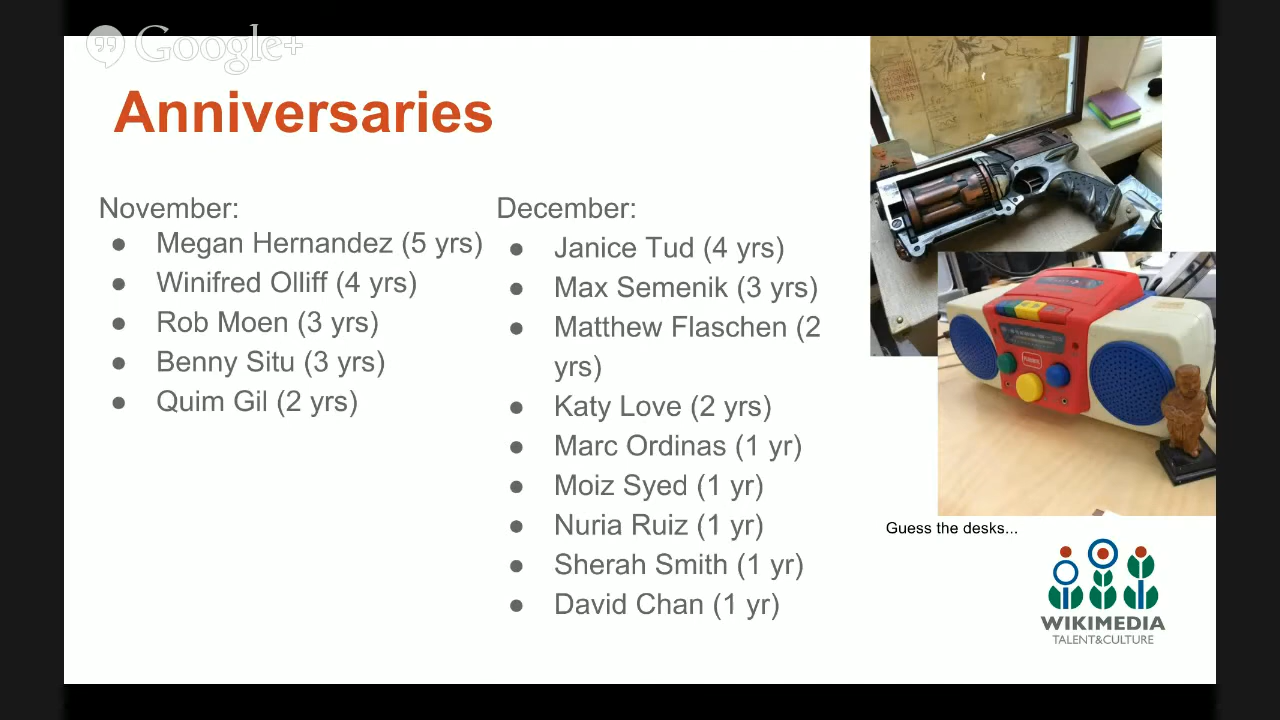 Google+
Anniversaries
November:
● Megan Hernandez (5 yrs)
● Winifred Olliff (4 yrs)
● Rob Moen (3 yrs)
● Benny Situ (3 yrs)
● Quim Gil (2 yrs)
December:
● Janice Tud (4 yrs)
● Max Semenik (3 yrs)
● Matthew Flaschen (2
yrs)
● Katy Love (2 yrs)
● Marc Ordinas (1 yr)
● Moiz Syed (1 yr)
● Nuria Ruiz (1 yr)
● Sherah Smith (1 yr)
● David Chan (1 yr)
Guess the desks...
WIKIMEDIA
TALENT&CULTURE